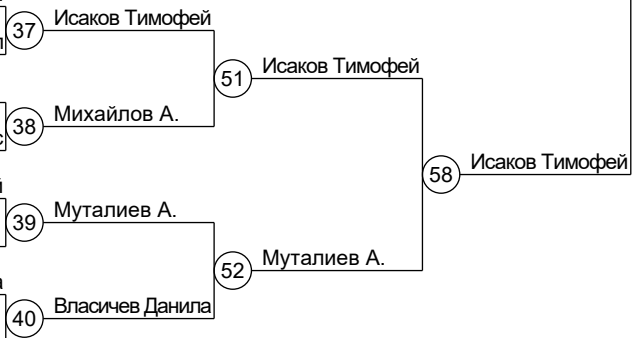 37
Исаков Тимофей
51
Исаков Тимофей
38
Михайлов А.
58
Исаков Тимофей
39
Муталиев А.
52
Муталиев А.
40
Власичев Данила